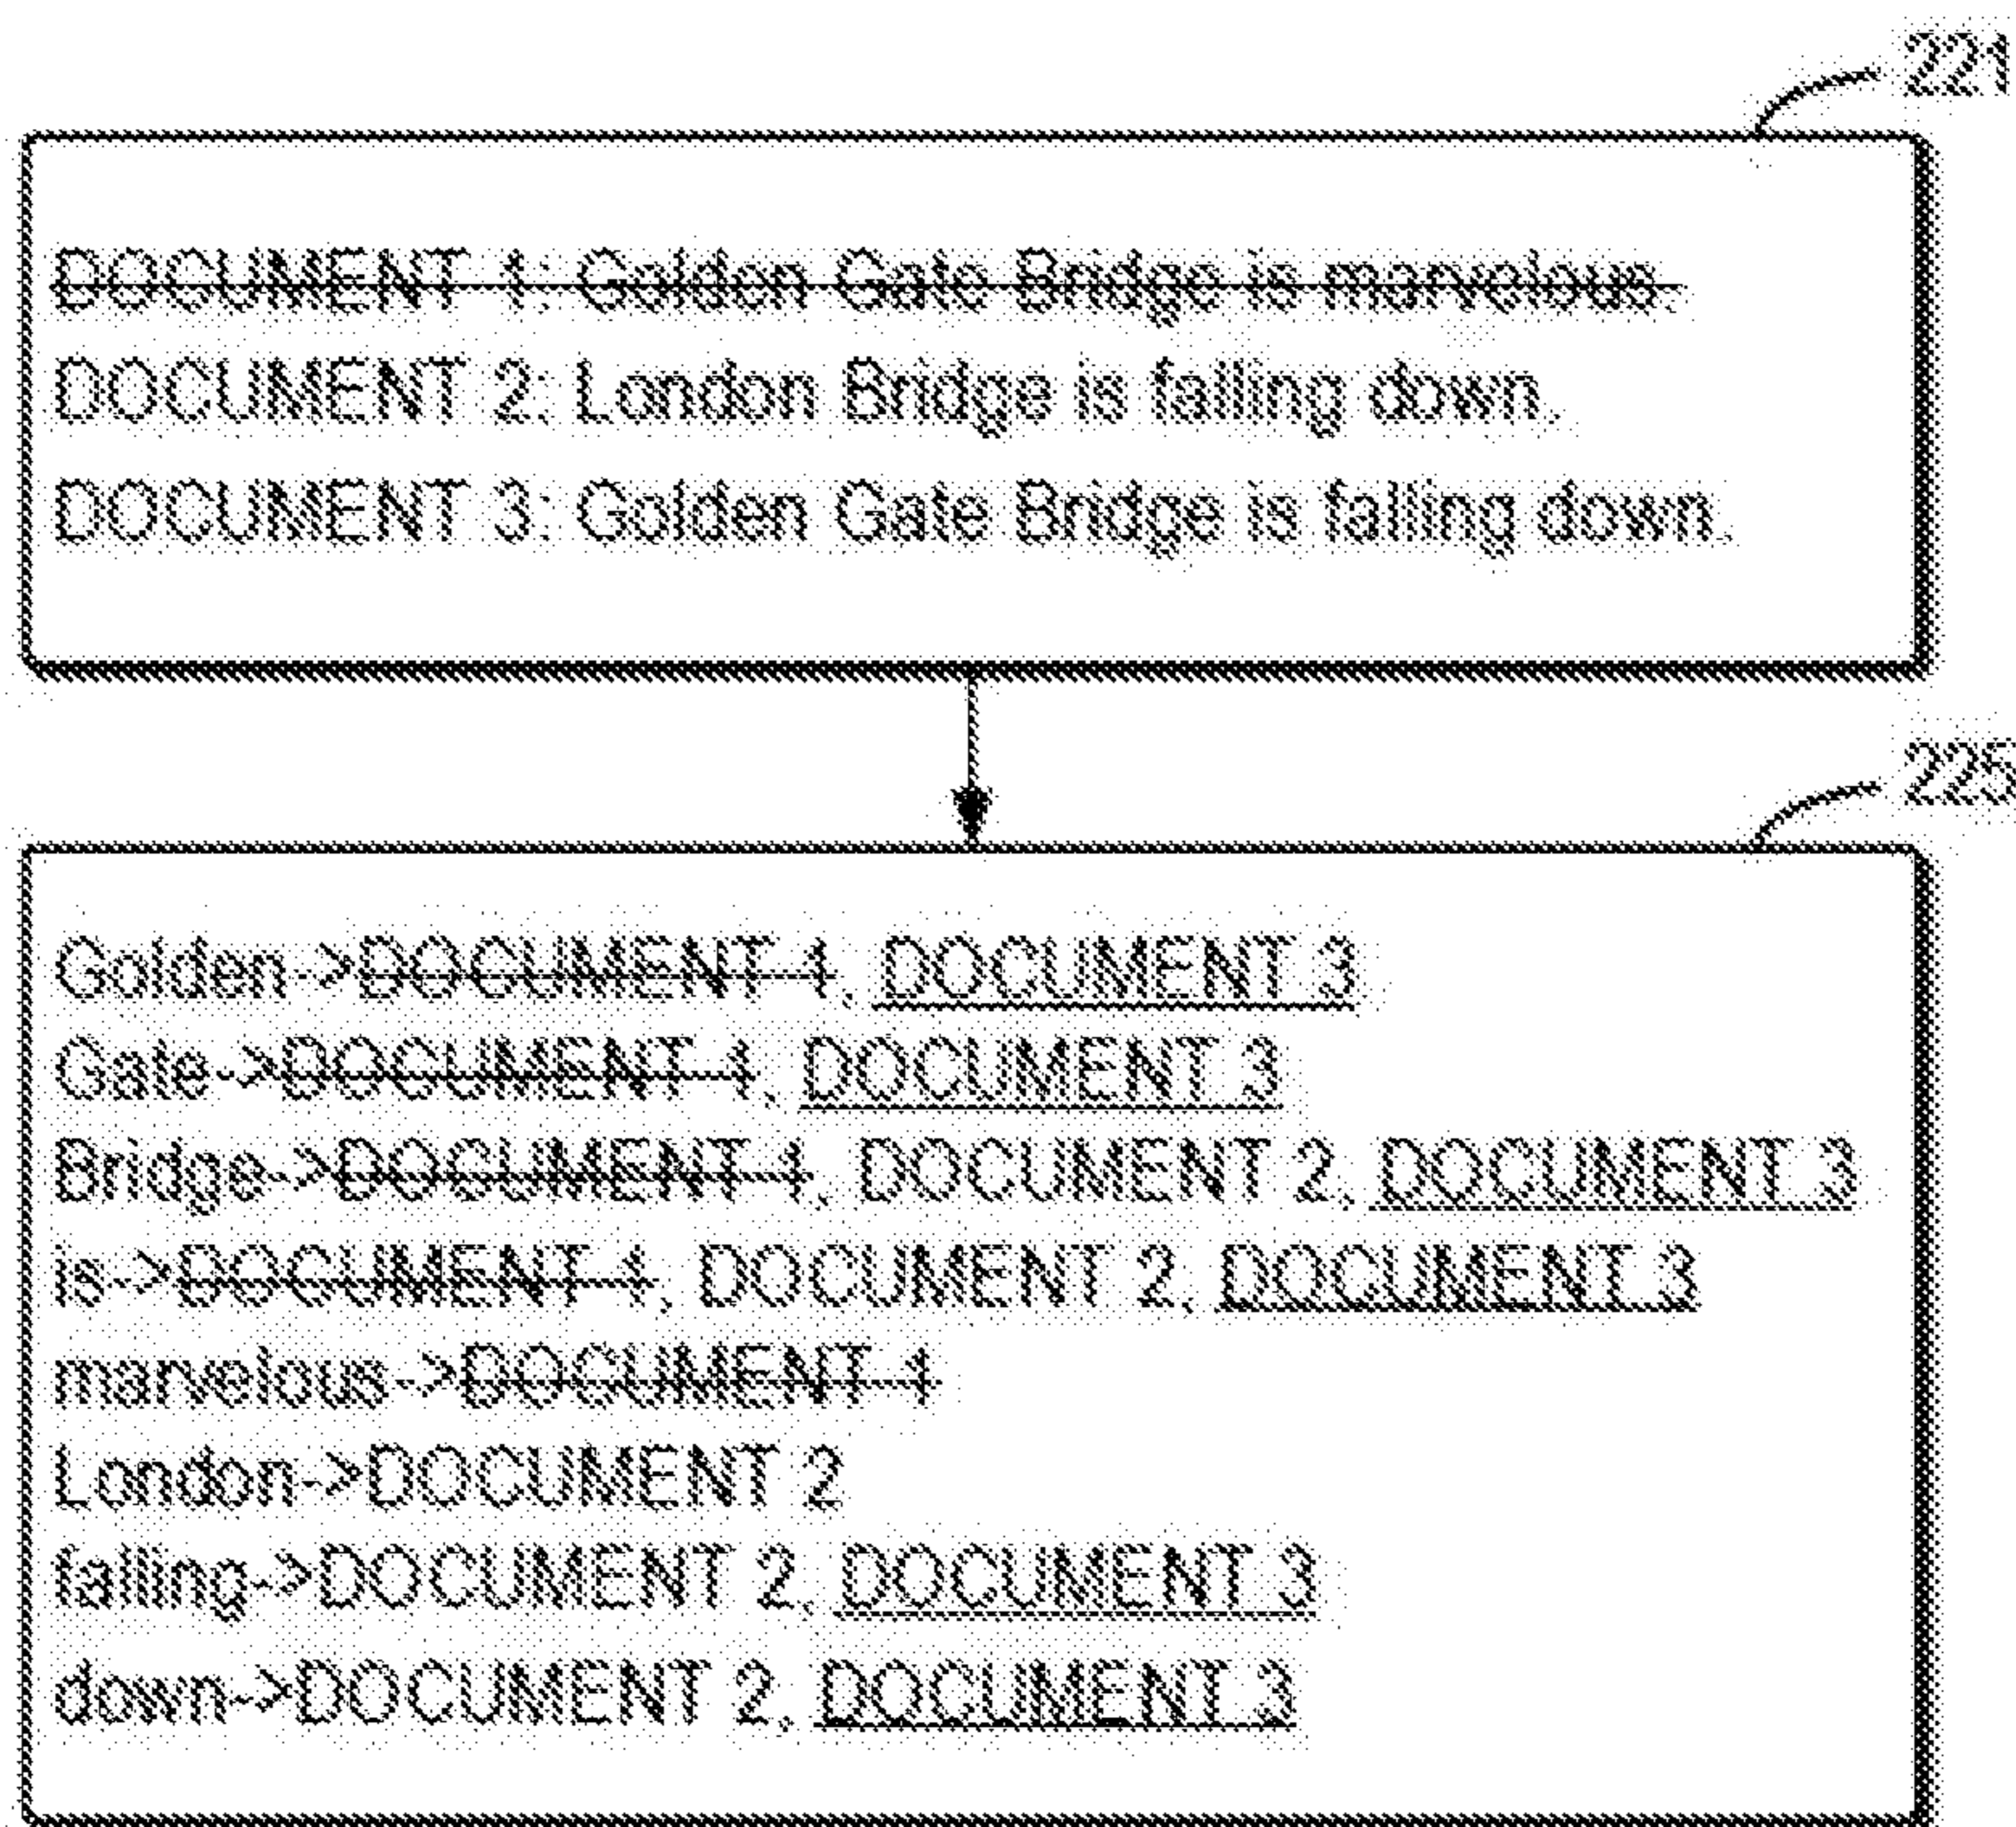 221
DOCUMENT 1: Golden Gate Bridge is marvelous.
DOCUMENT 2: London Bridge is falling down.
DOCUMENT 3: Golden Gate Bridge is falling down.
225
Golden->DOCUMENT 1, DOCUMENT 3
Gate->DOCUMENT 1, DOCUMENT 3
Bridge->DOCUMENT 1, DOCUMENT 2, DOCUMENT 3
is->DOCUMENT 1, DOCUMENT 2, DOCUMENT 3
marvelous->DOCUMENT 1
London->DOCUMENT 2
falling->DOCUMENT 2, DOCUMENT 3
down->DOCUMENT 2, DOCUMENT 3